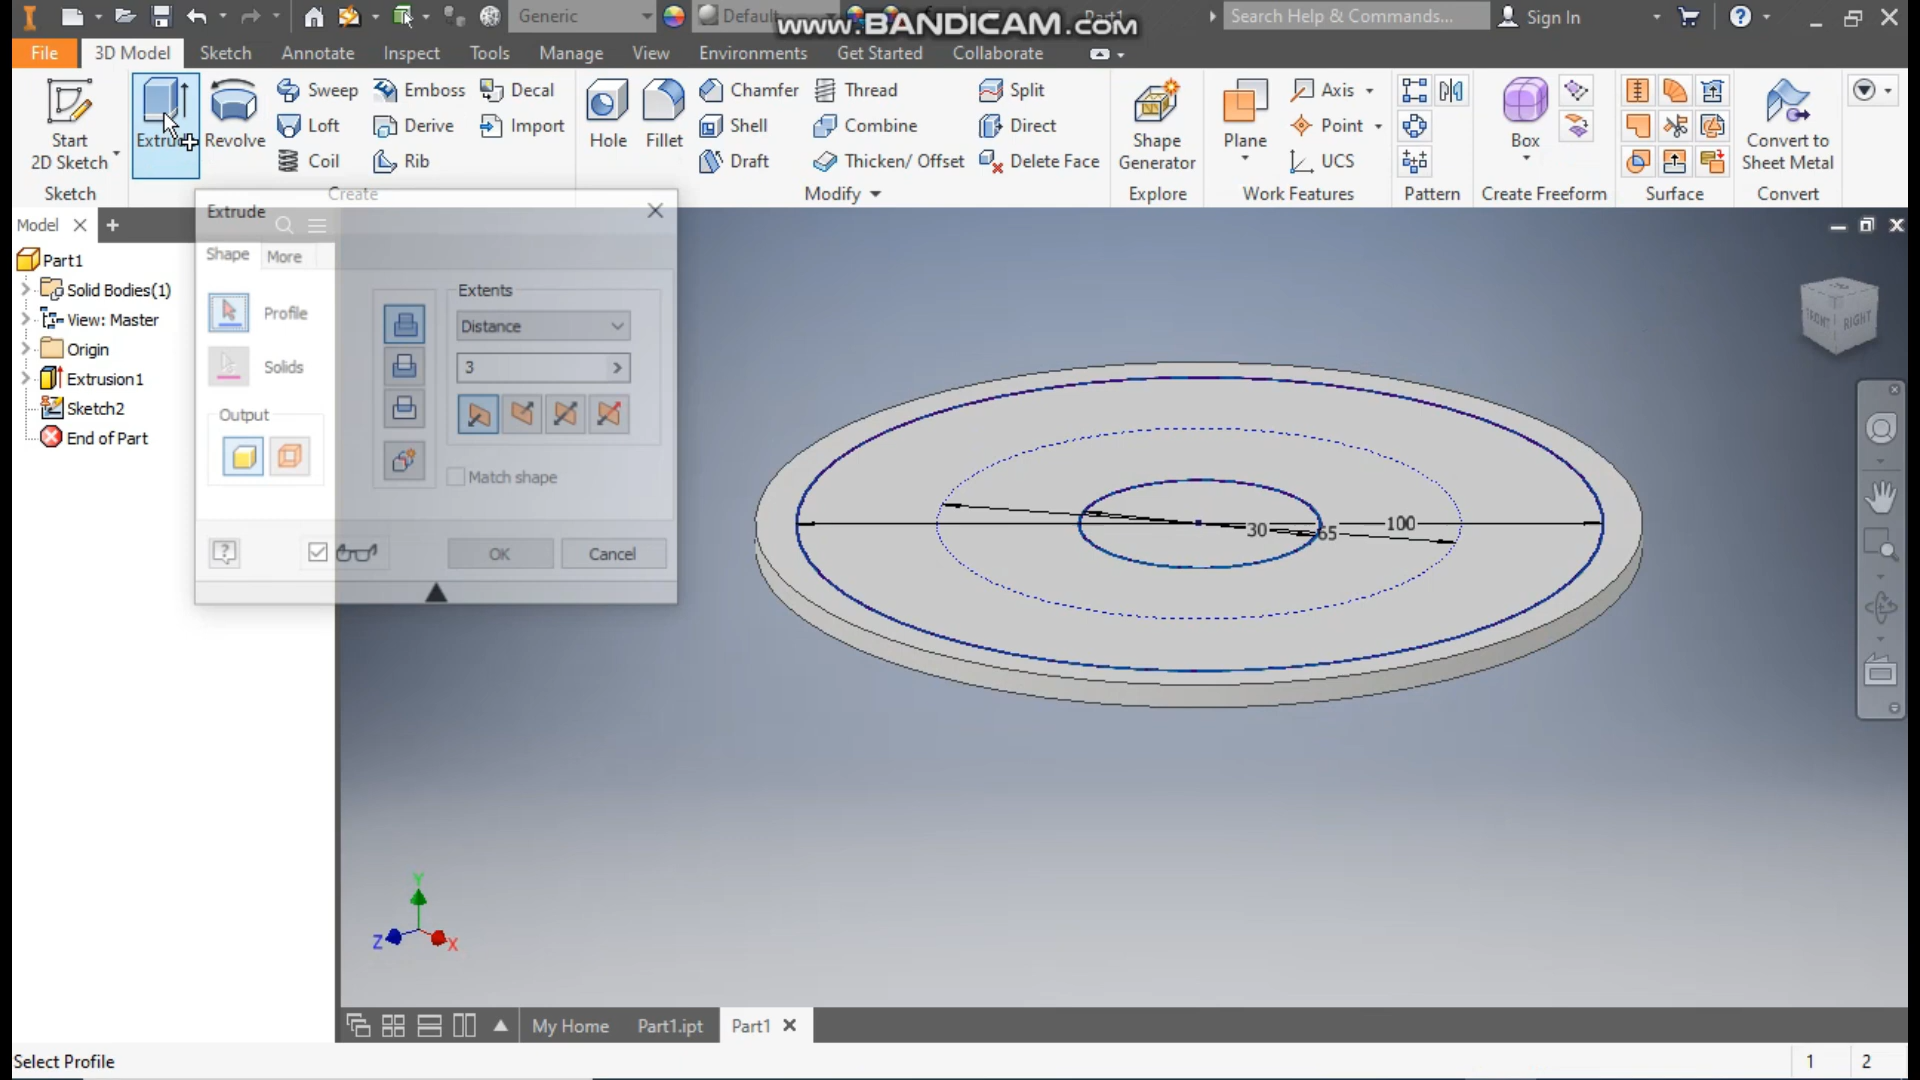 Generic
Default
www.BANDICAM.com
Part1
Search Help & Commands...
Sign In
File
3D Model
Sketch
Annotate
Inspect
Tools
Manage
View
Environments
Get Started
Collaborate
Start
2D Sketch
Extrude
Revolve
Sweep
Loft
Coil
Emboss
Derive
Rib
Decal
Import
Hole
Fillet
Chamfer
Shell
Draft
Thread
Combine
Thicken/ Offset
Split
Direct
Delete Face
Shape
Generator
Plane
Axis
Point
UCS
Box
Convert to
Sheet Metal
Sketch
Create
Modify
Explore
Work Features
Pattern
Create Freeform
Surface
Convert
Model
Part1
Solid Bodies(1)
View: Master
Origin
Extrusion1
Sketch2
End of Part
Extrude
Shape
More
Profile
Solids
Output
Extents
Distance
3
Match shape
OK
Cancel
FRONT
RIGHT
30
65
100
Y
Z
X
My Home
Part1.ipt
Part1
Select Profile
1
2